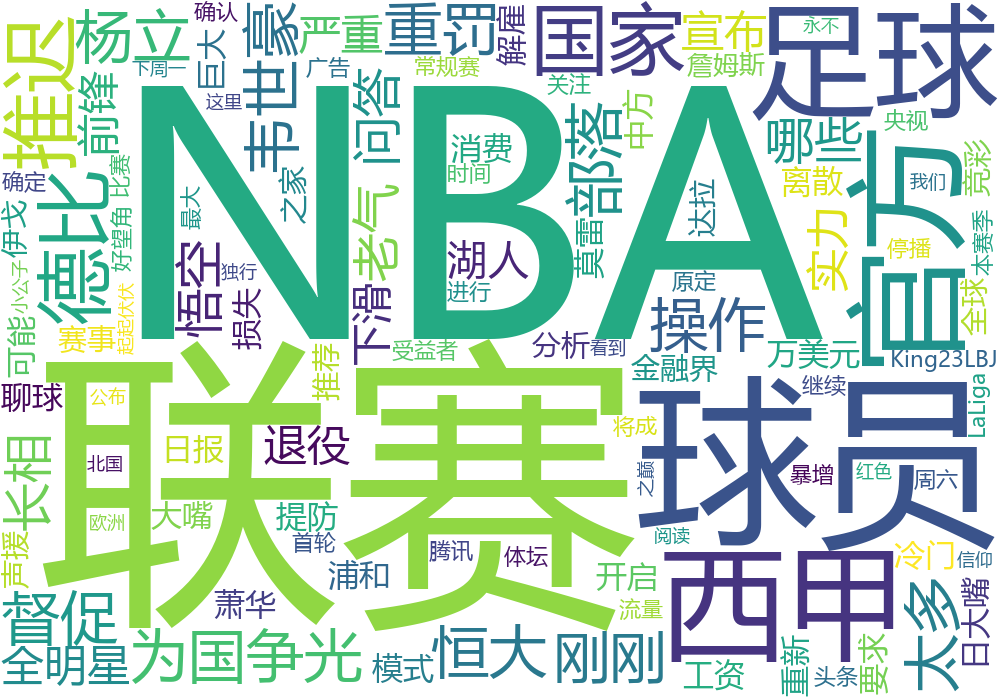 确认
永不
推迟
杨立
巨大
下周一
世豪
严重
广告
重罚
常规赛
解雇
国家
关注
宣布
詹姆斯
足球
这里
前锋
韦
问答
消费
时间
部落
中方
哪些
央视
NBA
确定
比赛
最大
之家
离散
我们
竞彩
德比
伊戈
好望角
小公子
老气
湖人
莫雷
达拉
实力
官方
停播
本赛季
悟空
独行
进行
原定
赛事
起起伏伏
可能
损失
下滑
受益者
分析
看到
操作
全球
推荐
金融界
万美元
King23LBJ
聊球
公布
联赛
继续
LaLiga
长相
日报
退役
将成
球员
北国
之巅
暴增
红色
周六
声援
欧洲
大嘴
提防
首轮
腾讯
体坛
阅读
冷门
信仰
督促
萧华
浦和
开启
流量
西甲
太多
日大嘴
全明星
为国争光
模式
恒大
刚刚
工资
重新
头条
要求